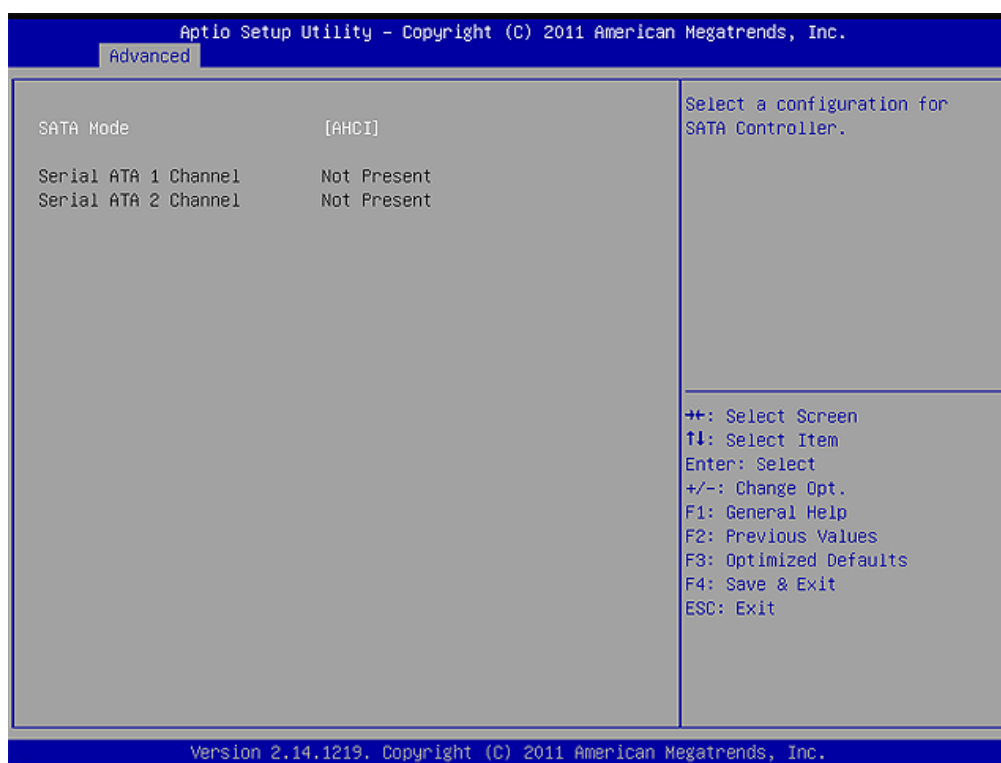 Aptio Setup Utility – Copyright (C) 2011 American Megatrends, Inc.
Advanced
SATA Mode [AHCI]
Serial ATA 1 Channel Not Present
Serial ATA 2 Channel Not Present
Select a configuration for
SATA Controller.
→←: Select Screen
↑↓: Select Item
Enter: Select
+/-: Change Opt.
F1: General Help
F2: Previous Values
F3: Optimized Defaults
F4: Save & Exit
ESC: Exit
Version 2.14.1219. Copyright (C) 2011 American Megatrends, Inc.